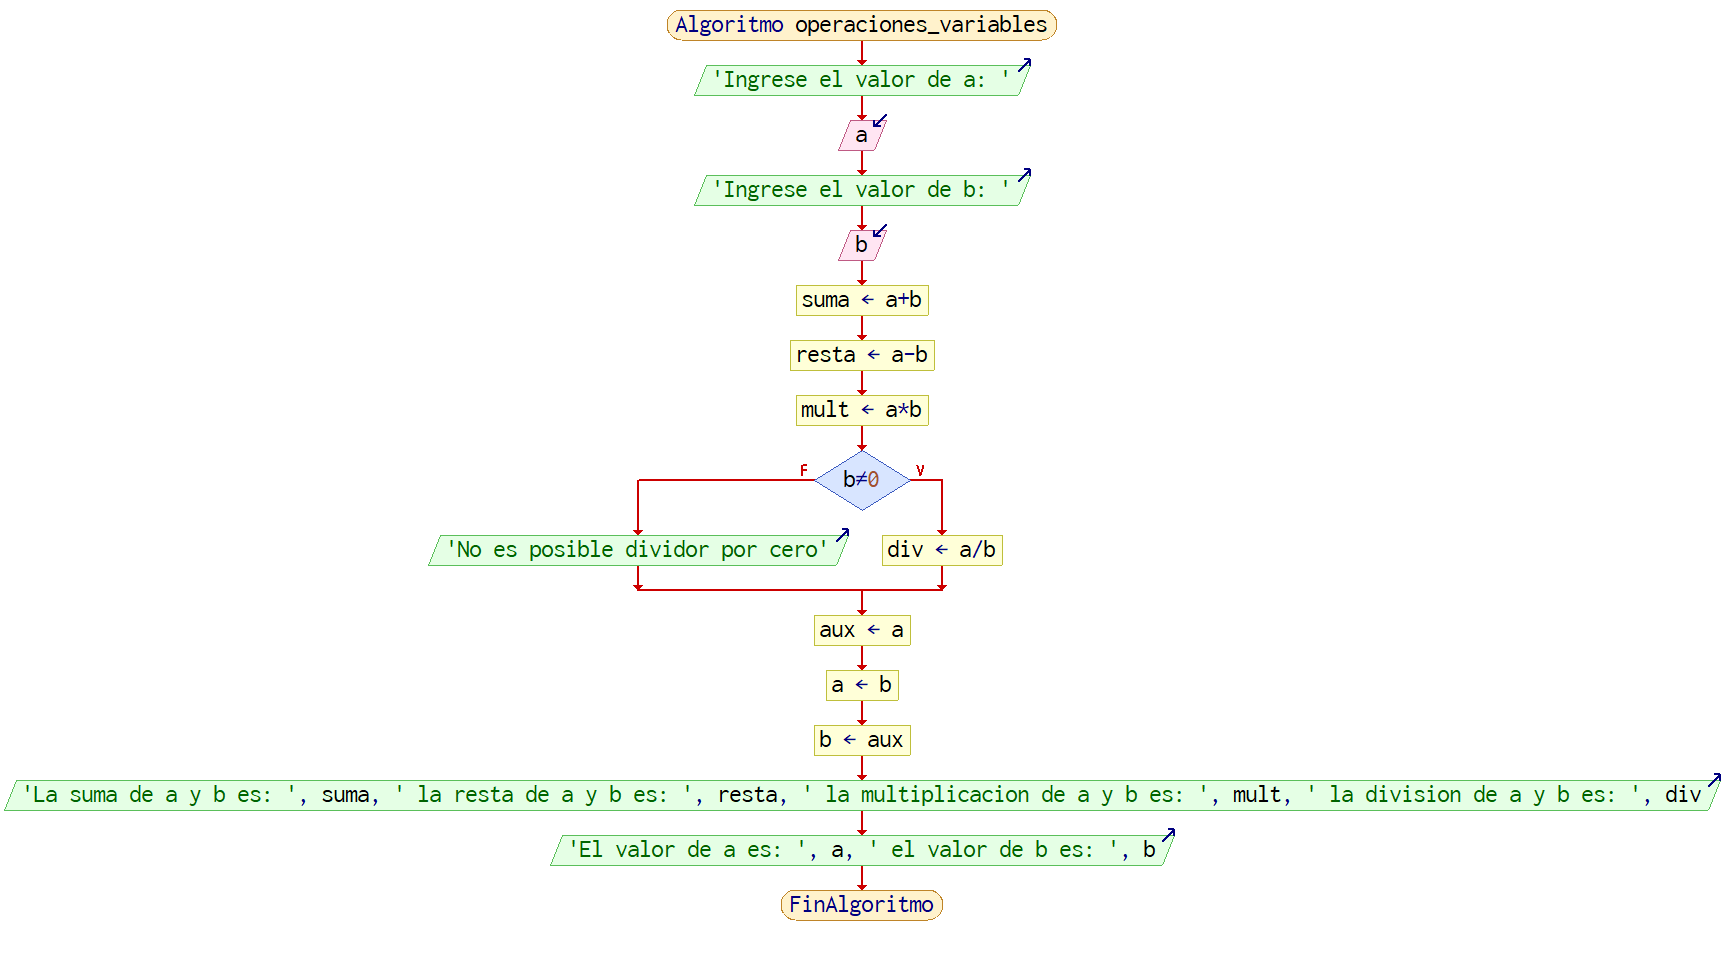 Algoritmo operaciones_variables
'Ingrese el valor de a: '
a
'Ingrese el valor de b: '
b
suma ← a+b
resta ← a-b
mult ← a*b
F
b≠0
V
'No es posible dividor por cero'
div ← a/b
aux ← a
a ← b
b ← aux
'La suma de a y b es: ', suma, ' la resta de a y b es: ', resta, ' la multiplicacion de a y b es: ', mult, ' la division de a y b es: ', div
'El valor de a es: ', a, ' el valor de b es: ', b
FinAlgoritmo